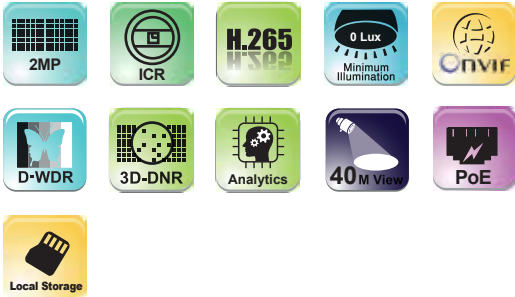 2MP
ICR
H.265
0 Lux
Minimum
Illumination
ONVIF
D-WDR
3D-DNR
Analytics
40M View
PoE
Local Storage